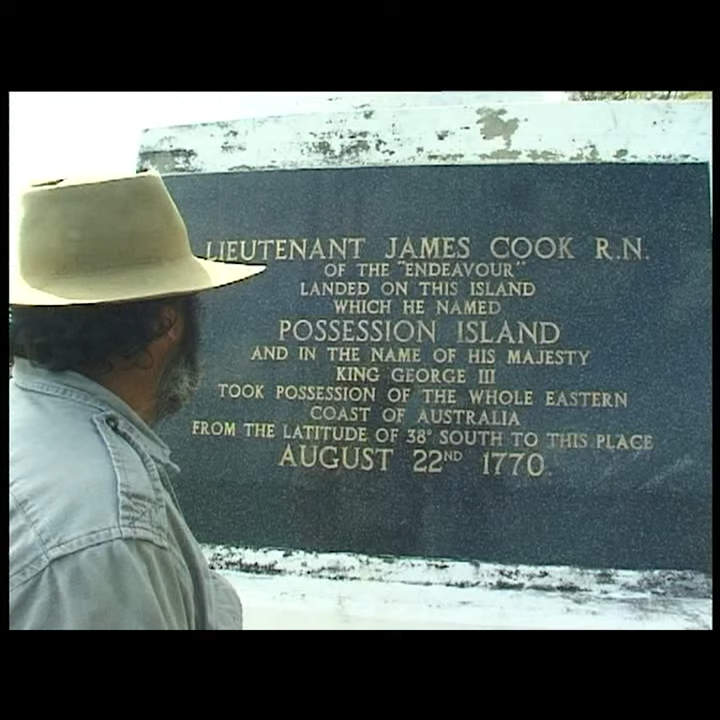 LIEUTENANT JAMES COOK R.N.
OF THE "ENDEAVOUR"
LANDED ON THIS ISLAND
WHICH HE NAMED
POSSESSION ISLAND
AND IN THE NAME OF HIS MAJESTY
KING GEORGE III
TOOK POSSESSION OF THE WHOLE EASTERN
COAST OF AUSTRALIA
FROM THE LATITUDE OF 38° SOUTH TO THIS PLACE
AUGUST 22ND 1770.